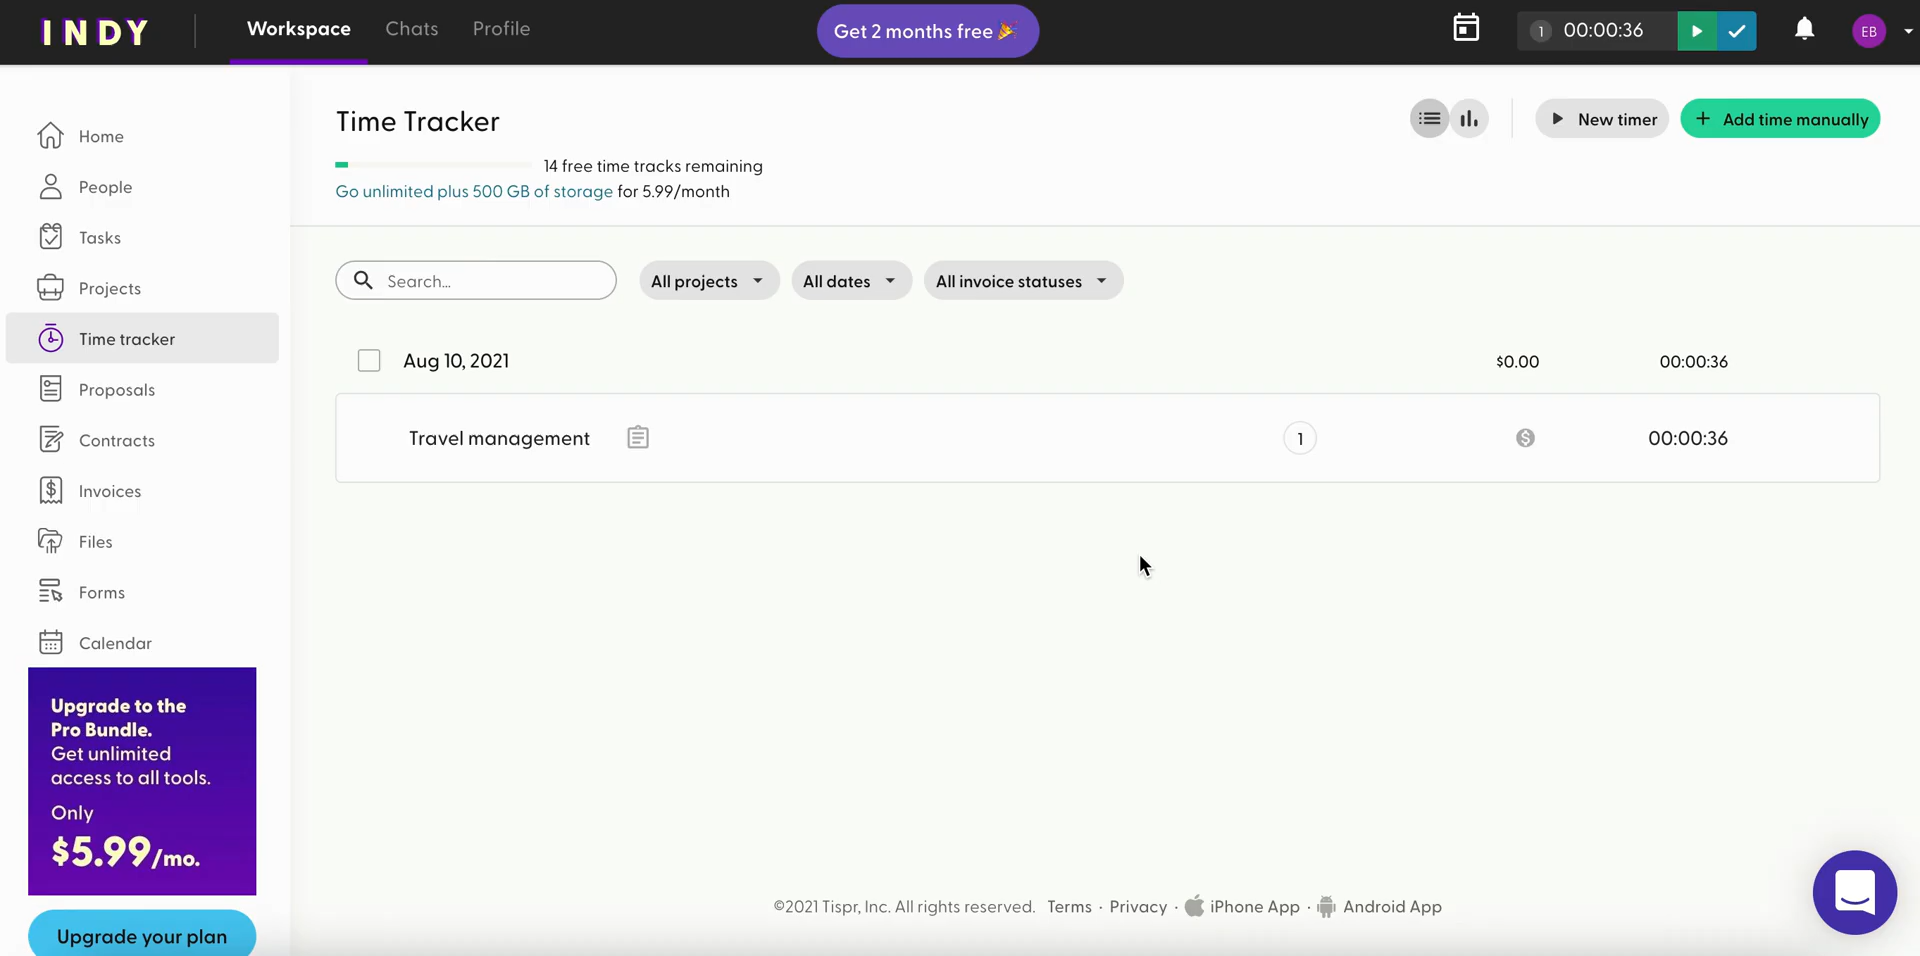 INDY
Workspace
Chats
Profile
Get 2 months free 🎉
1 00:00:36
EB
Home
People
Tasks
Projects
Time tracker
Proposals
Contracts
Invoices
Files
Forms
Calendar
Upgrade to the
Pro Bundle.
Get unlimited
access to all tools.
Only
$5.99/mo.
Upgrade your plan
Time Tracker
14 free time tracks remaining
Go unlimited plus 500 GB of storage for 5.99/month
New timer
+ Add time manually
Search...
All projects
All dates
All invoice statuses
Aug 10, 2021 $0.00 00:00:36
Travel management 1 00:00:36
©2021 Tispr, Inc. All rights reserved. Terms · Privacy · iPhone App · Android App